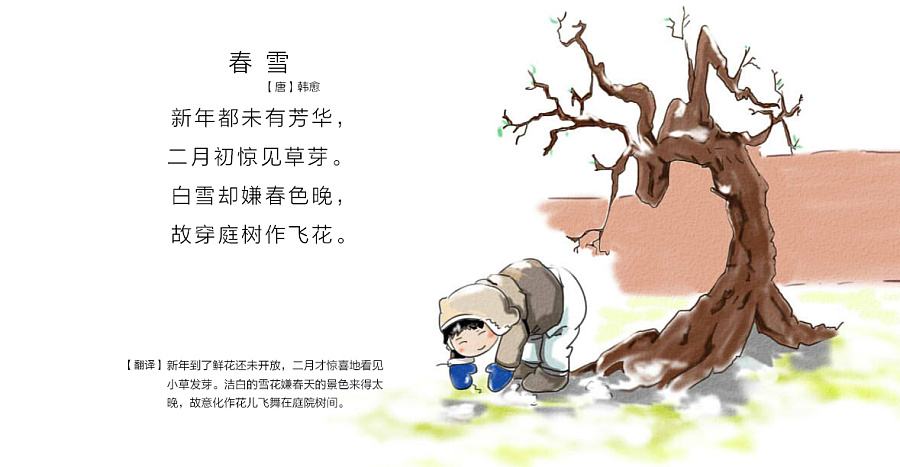 春 雪
【唐】韩愈
新年都未有芳华，
二月初惊见草芽。
白雪却嫌春色晚，
故穿庭树作飞花。
【翻译】新年到了鲜花还未开放，二月才惊喜地看见
小草发芽。洁白的雪花嫌春天的景色来得太
晚，故意化作花儿飞舞在庭院树间。